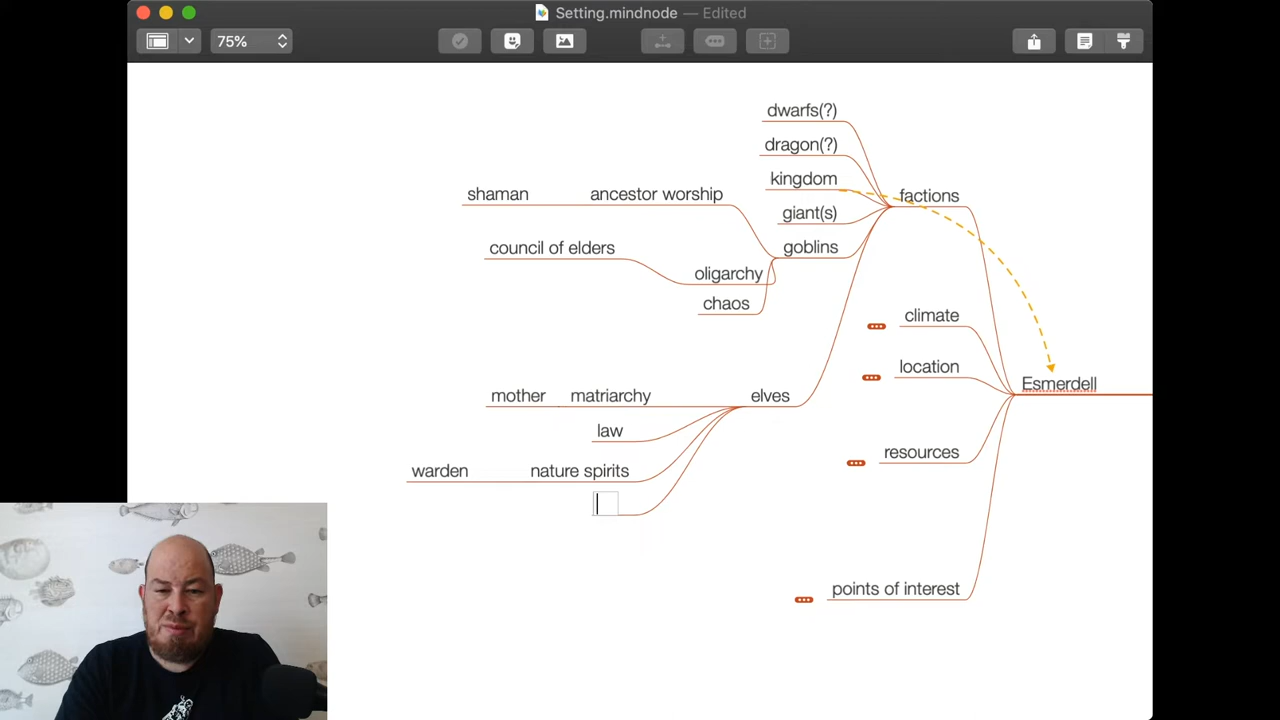 Setting.mindnode — Edited
75%
dwarfs(?)
dragon(?)
kingdom
factions
shaman
ancestor worship
giant(s)
goblins
council of elders
oligarchy
chaos
climate
location
Esmerdell
mother
matriarchy
elves
law
resources
warden
nature spirits
points of interest